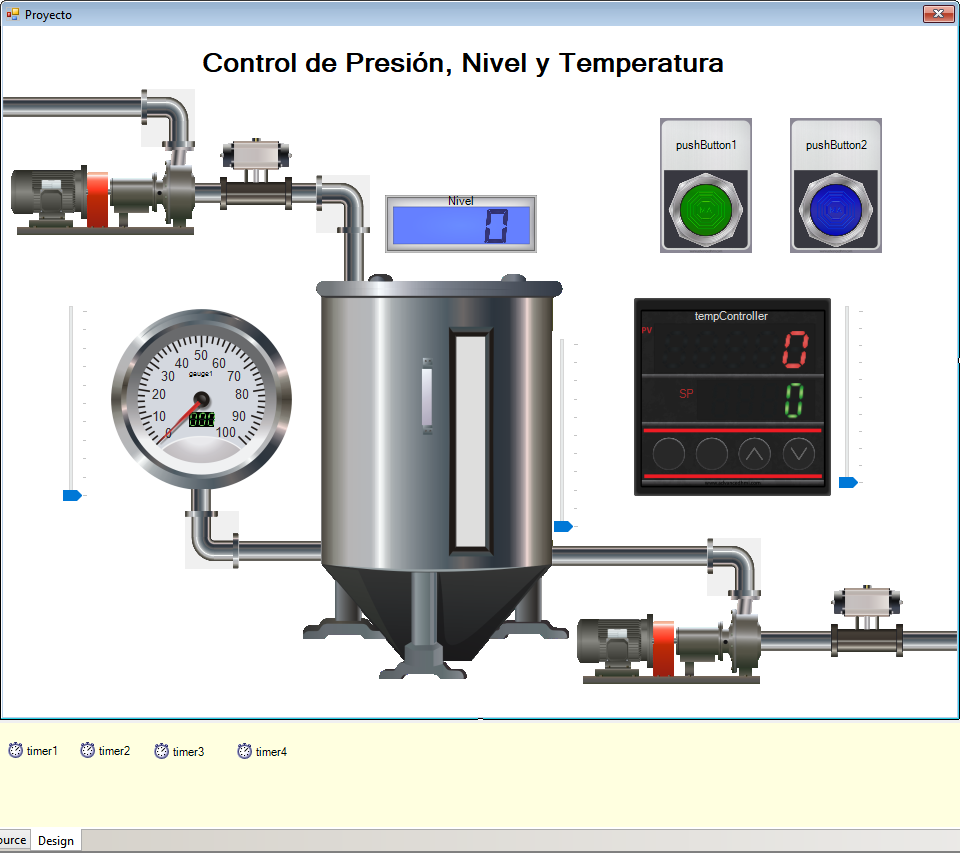 Proyecto
Control de Presión, Nivel y Temperatura
pushButton1
pushButton2
Nivel
0
tempController
PV
0
SP
0
50
40
60
30
gauge1
70
20
80
10
000
90
0
100
timer1
timer2
timer3
timer4
ource
Design